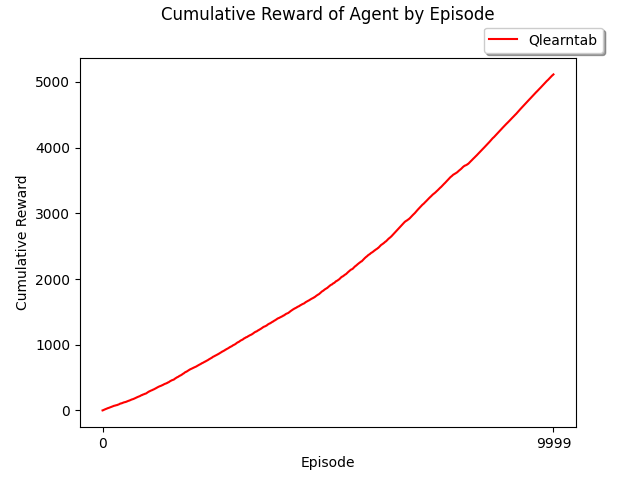 Cumulative Reward of Agent by Episode
Qlearntab
5000
4000
3000
2000
1000
0
Cumulative Reward
0
9999
Episode